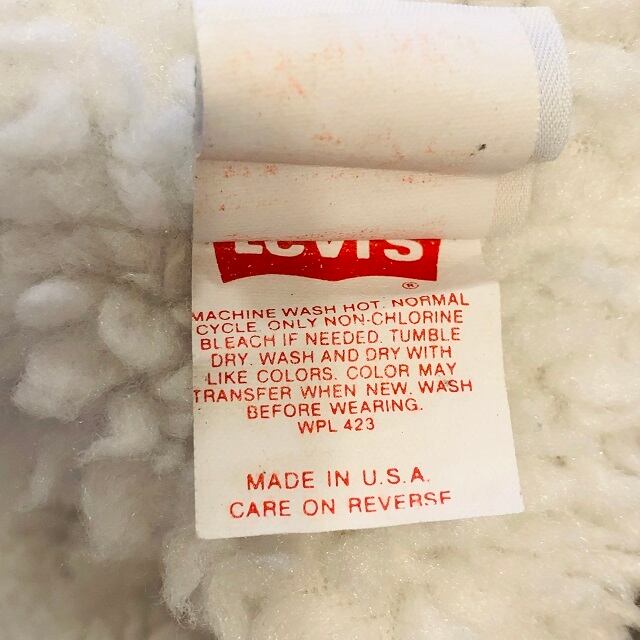 LEVI'S
®
MACHINE WASH HOT. NORMAL
CYCLE. ONLY NON-CHLORINE
BLEACH IF NEEDED. TUMBLE
DRY. WASH AND DRY WITH
LIKE COLORS. COLOR MAY
TRANSFER WHEN NEW. WASH
BEFORE WEARING.
WPL 423
MADE IN U.S.A.
CARE ON REVERSE